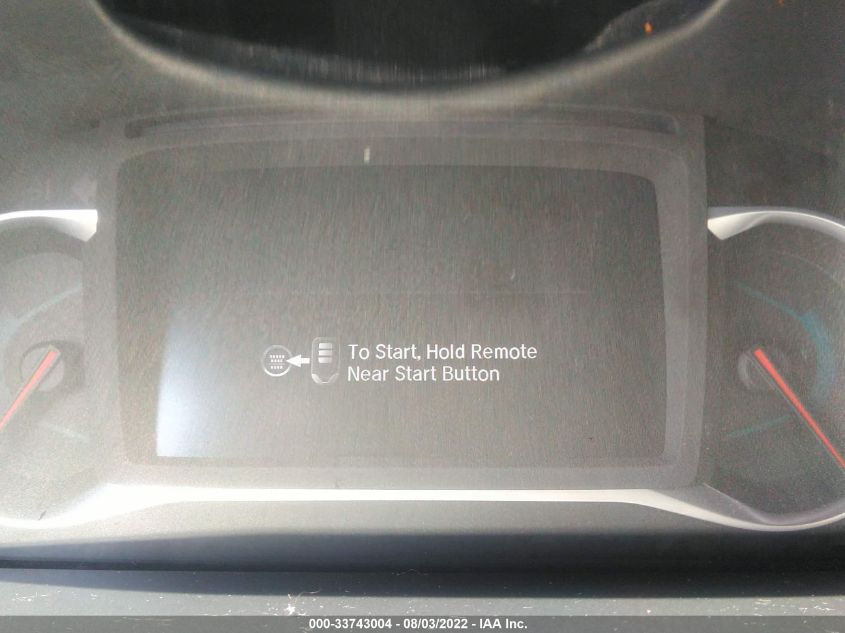 To Start, Hold Remote
Near Start Button
000-33743004 - 08/03/2022 - IAA Inc.